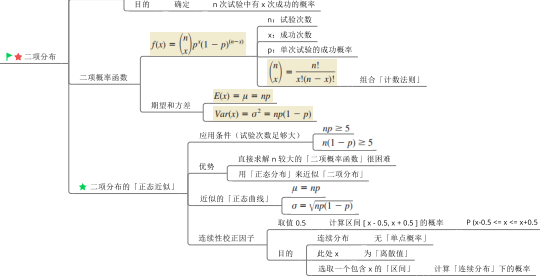 目的 确定 n 次试验中有 x 次成功的概率
n：试验次数
x：成功次数
p：单次试验的成功概率
f(x) = (n x) p^x (1 − p)^(n−x)
(n x) = n! / x!(n − x)! 组合「计数法则」
二项分布
二项概率函数
期望和方差
E(x) = μ = np
Var(x) = σ² = np(1 − p)
应用条件（试验次数足够大）
np ≥ 5
n(1 − p) ≥ 5
优势
直接求解 n 较大的「二项概率函数」很困难
用「正态分布」来近似「二项分布」
二项分布的「正态近似」
近似的「正态曲线」
μ = np
σ = √np(1 − p)
连续性校正因子
取值 0.5 计算区间 [ x - 0.5, x + 0.5 ] 的概率 P (x-0.5 <= x <= x+0.5
目的
连续分布 无「单点概率」
此处 x 为「离散值」
选取一个包含 x 的「区间」 计算「连续分布」下的概率